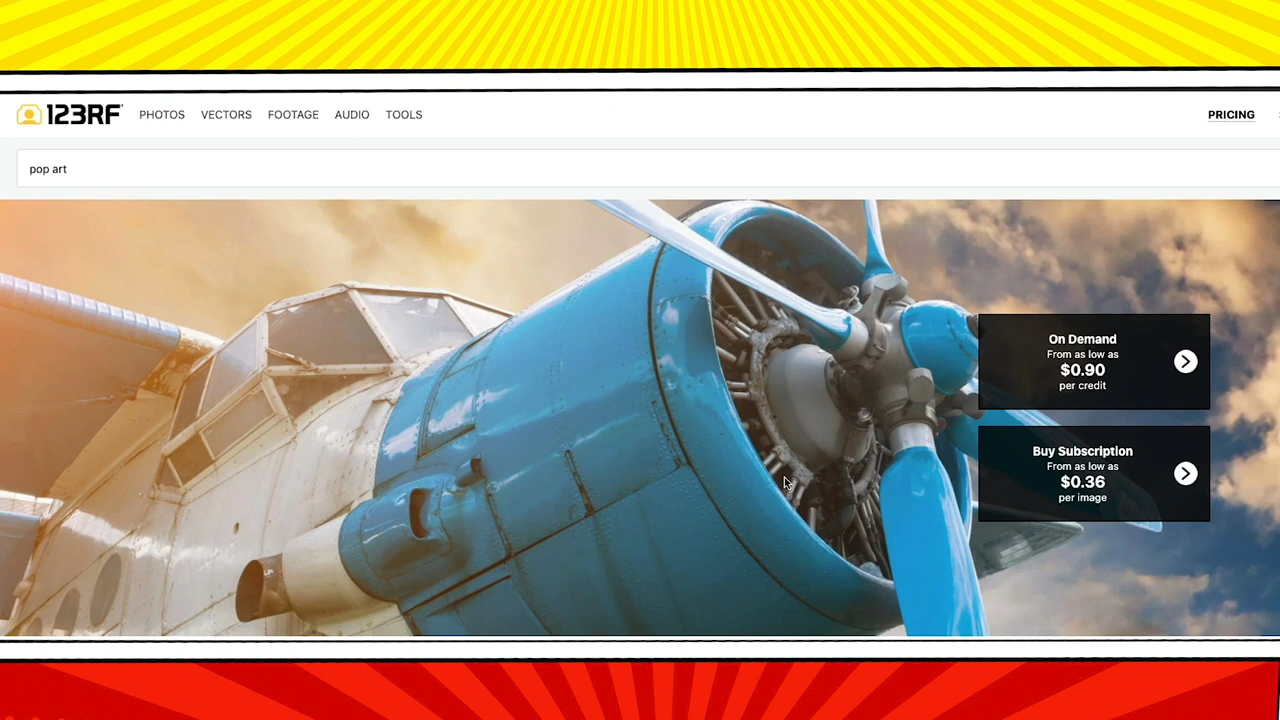 123RF
PHOTOS
VECTORS
FOOTAGE
AUDIO
TOOLS
PRICING
pop art
On Demand
From as low as
$0.90
per credit
Buy Subscription
From as low as
$0.36
per image